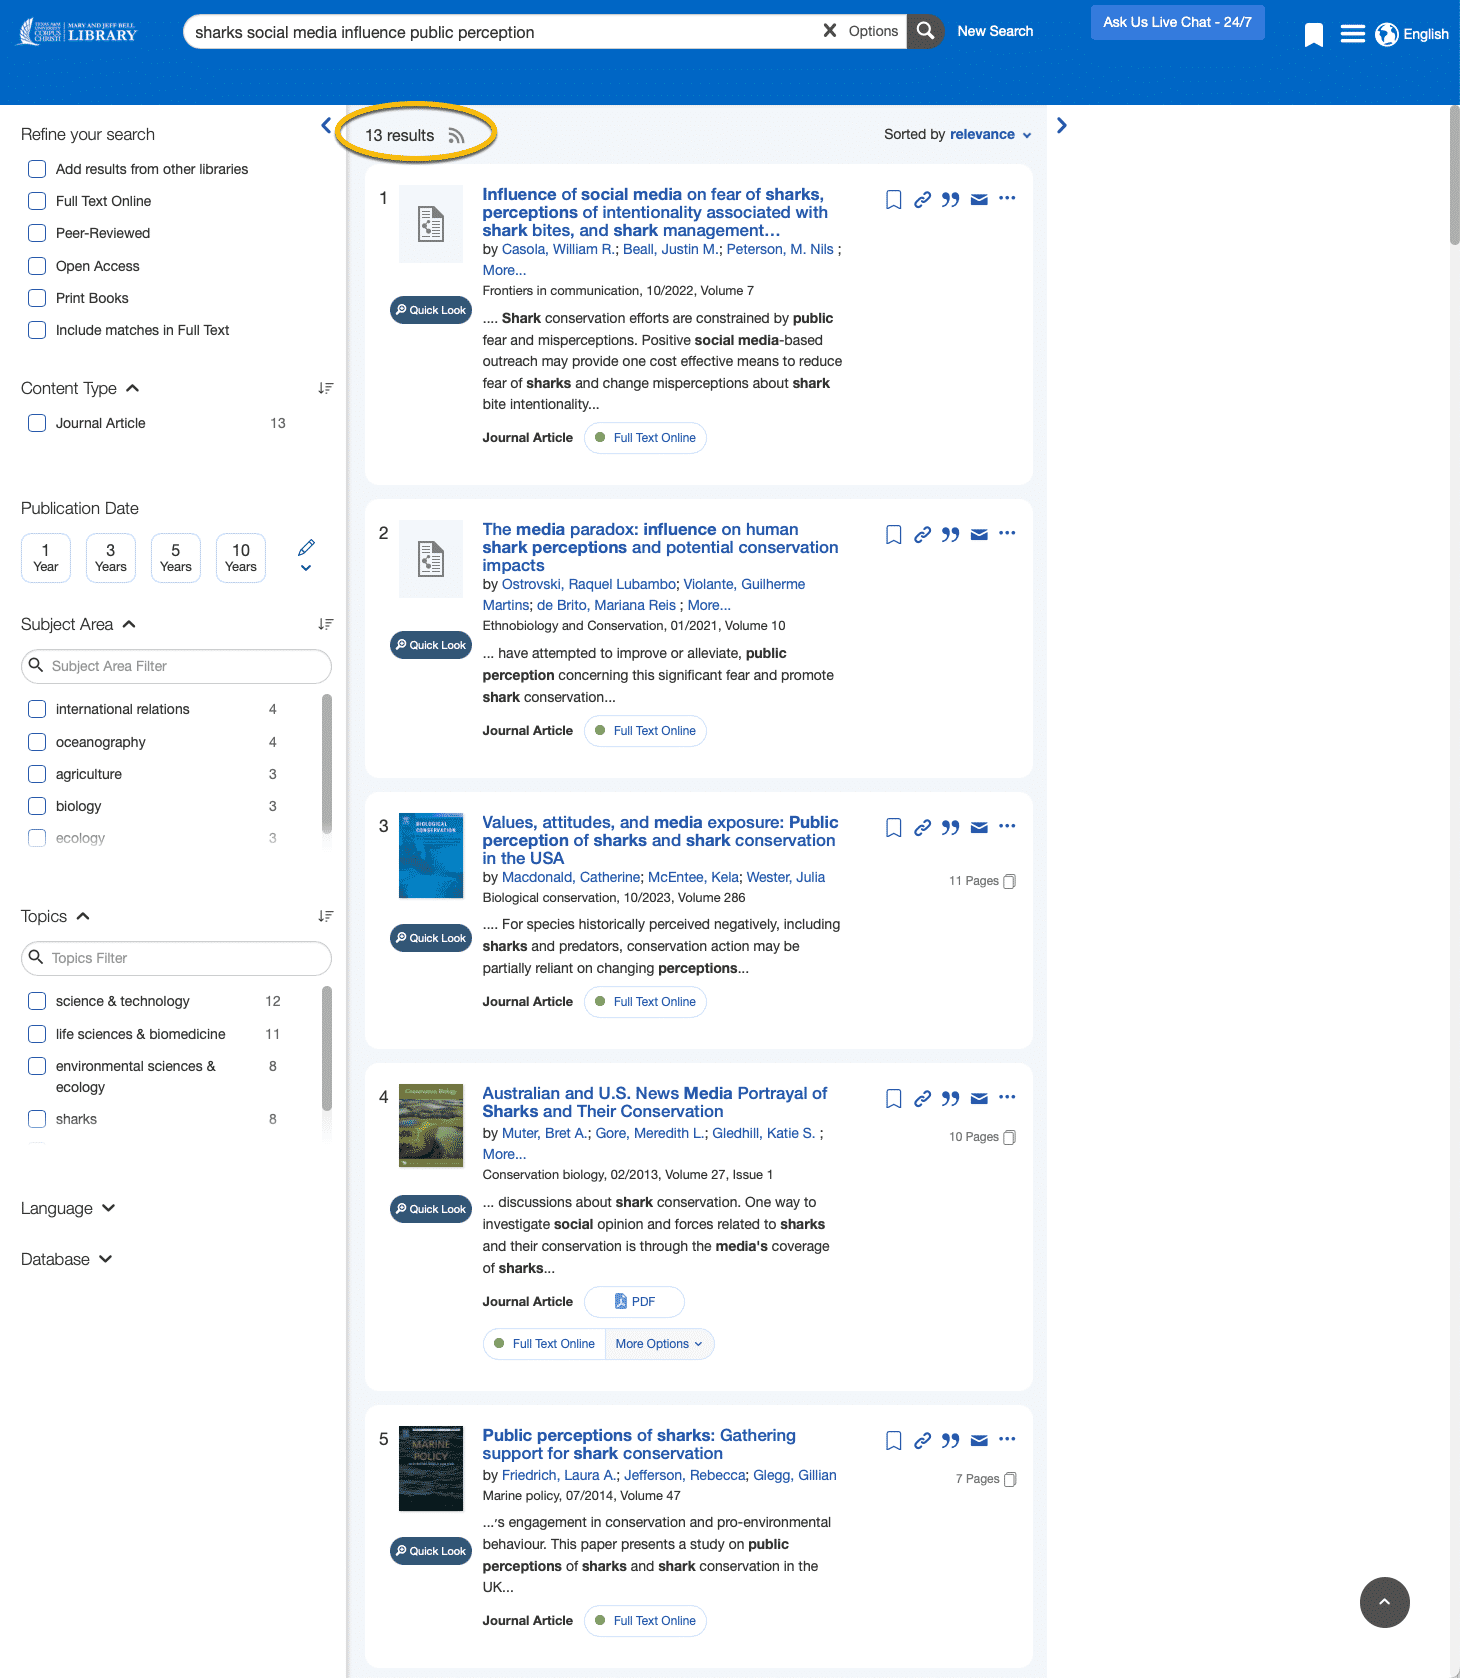 MARY AND JEFF BELL
LIBRARY
sharks social media influence public perception
Options
New Search
Ask Us Live Chat - 24/7
English
Refine your search
Add results from other libraries
Full Text Online
Peer-Reviewed
Open Access
Print Books
Include matches in Full Text
Content Type
Journal Article 13
Publication Date
1 Year
3 Years
5 Years
10 Years
Subject Area
Subject Area Filter
international relations 4
oceanography 4
agriculture 3
biology 3
ecology 3
Topics
Topics Filter
science & technology 12
life sciences & biomedicine 11
environmental sciences & 8
ecology
sharks 8
Language
Database
13 results
Sorted by relevance
1
Influence of social media on fear of sharks,
perceptions of intentionality associated with
shark bites, and shark management...
by Casola, William R.; Beall, Justin M.; Peterson, M. Nils ;
More...
Frontiers in communication, 10/2022, Volume 7
Quick Look
.... Shark conservation efforts are constrained by public
fear and misperceptions. Positive social media-based
outreach may provide one cost effective means to reduce
fear of sharks and change misperceptions about shark
bite intentionality...
Journal Article Full Text Online
2
The media paradox: influence on human
shark perceptions and potential conservation
impacts
by Ostrovski, Raquel Lubambo; Violante, Guilherme
Martins; de Brito, Mariana Reis ; More...
Ethnobiology and Conservation, 01/2021, Volume 10
Quick Look
... have attempted to improve or alleviate, public
perception concerning this significant fear and promote
shark conservation...
Journal Article Full Text Online
3
BIOLOGICAL
CONSERVATION
Values, attitudes, and media exposure: Public
perception of sharks and shark conservation
in the USA
by Macdonald, Catherine; McEntee, Kela; Wester, Julia
Biological conservation, 10/2023, Volume 286
11 Pages
Quick Look
.... For species historically perceived negatively, including
sharks and predators, conservation action may be
partially reliant on changing perceptions...
Journal Article Full Text Online
4
Conservation Biology
Australian and U.S. News Media Portrayal of
Sharks and Their Conservation
by Muter, Bret A.; Gore, Meredith L.; Gledhill, Katie S. ;
More...
Conservation biology, 02/2013, Volume 27, Issue 1
10 Pages
Quick Look
... discussions about shark conservation. One way to
investigate social opinion and forces related to sharks
and their conservation is through the media's coverage
of sharks...
Journal Article PDF
Full Text Online More Options
5
MARINE
POLICY
Public perceptions of sharks: Gathering
support for shark conservation
by Friedrich, Laura A.; Jefferson, Rebecca; Glegg, Gillian
Marine policy, 07/2014, Volume 47
7 Pages
Quick Look
...'s engagement in conservation and pro-environmental
behaviour. This paper presents a study on public
perceptions of sharks and shark conservation in the
UK...
Journal Article Full Text Online